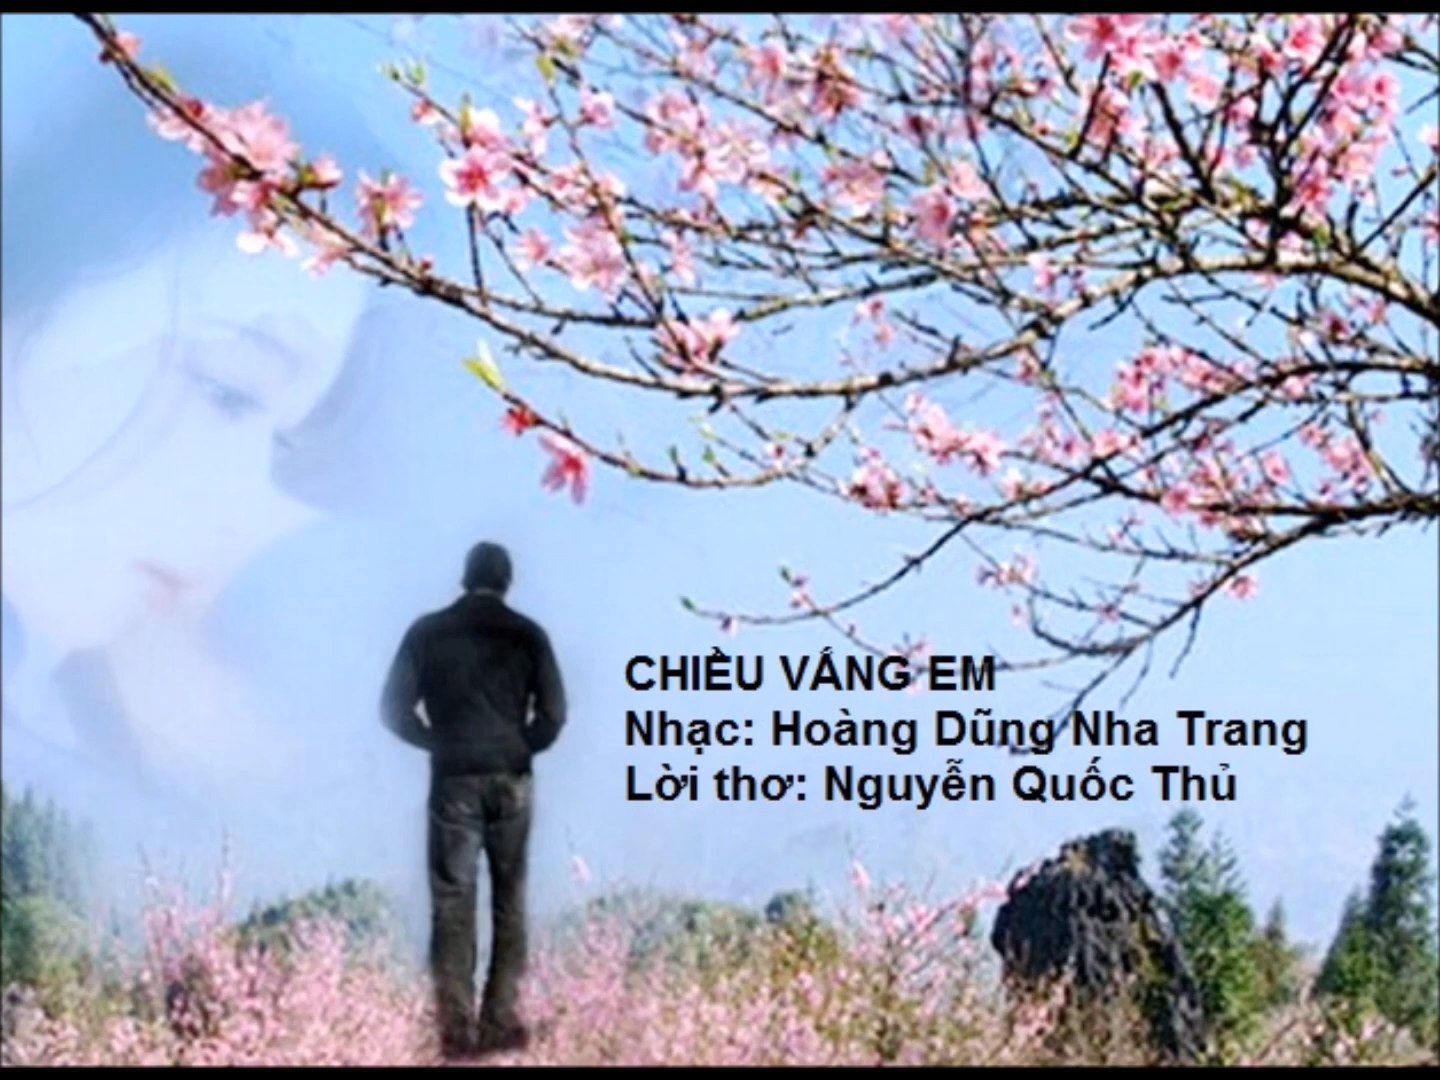 CHIỀU VẮNG EM
Nhạc: Hoàng Dũng Nha Trang
Lời thơ: Nguyễn Quốc Thủ